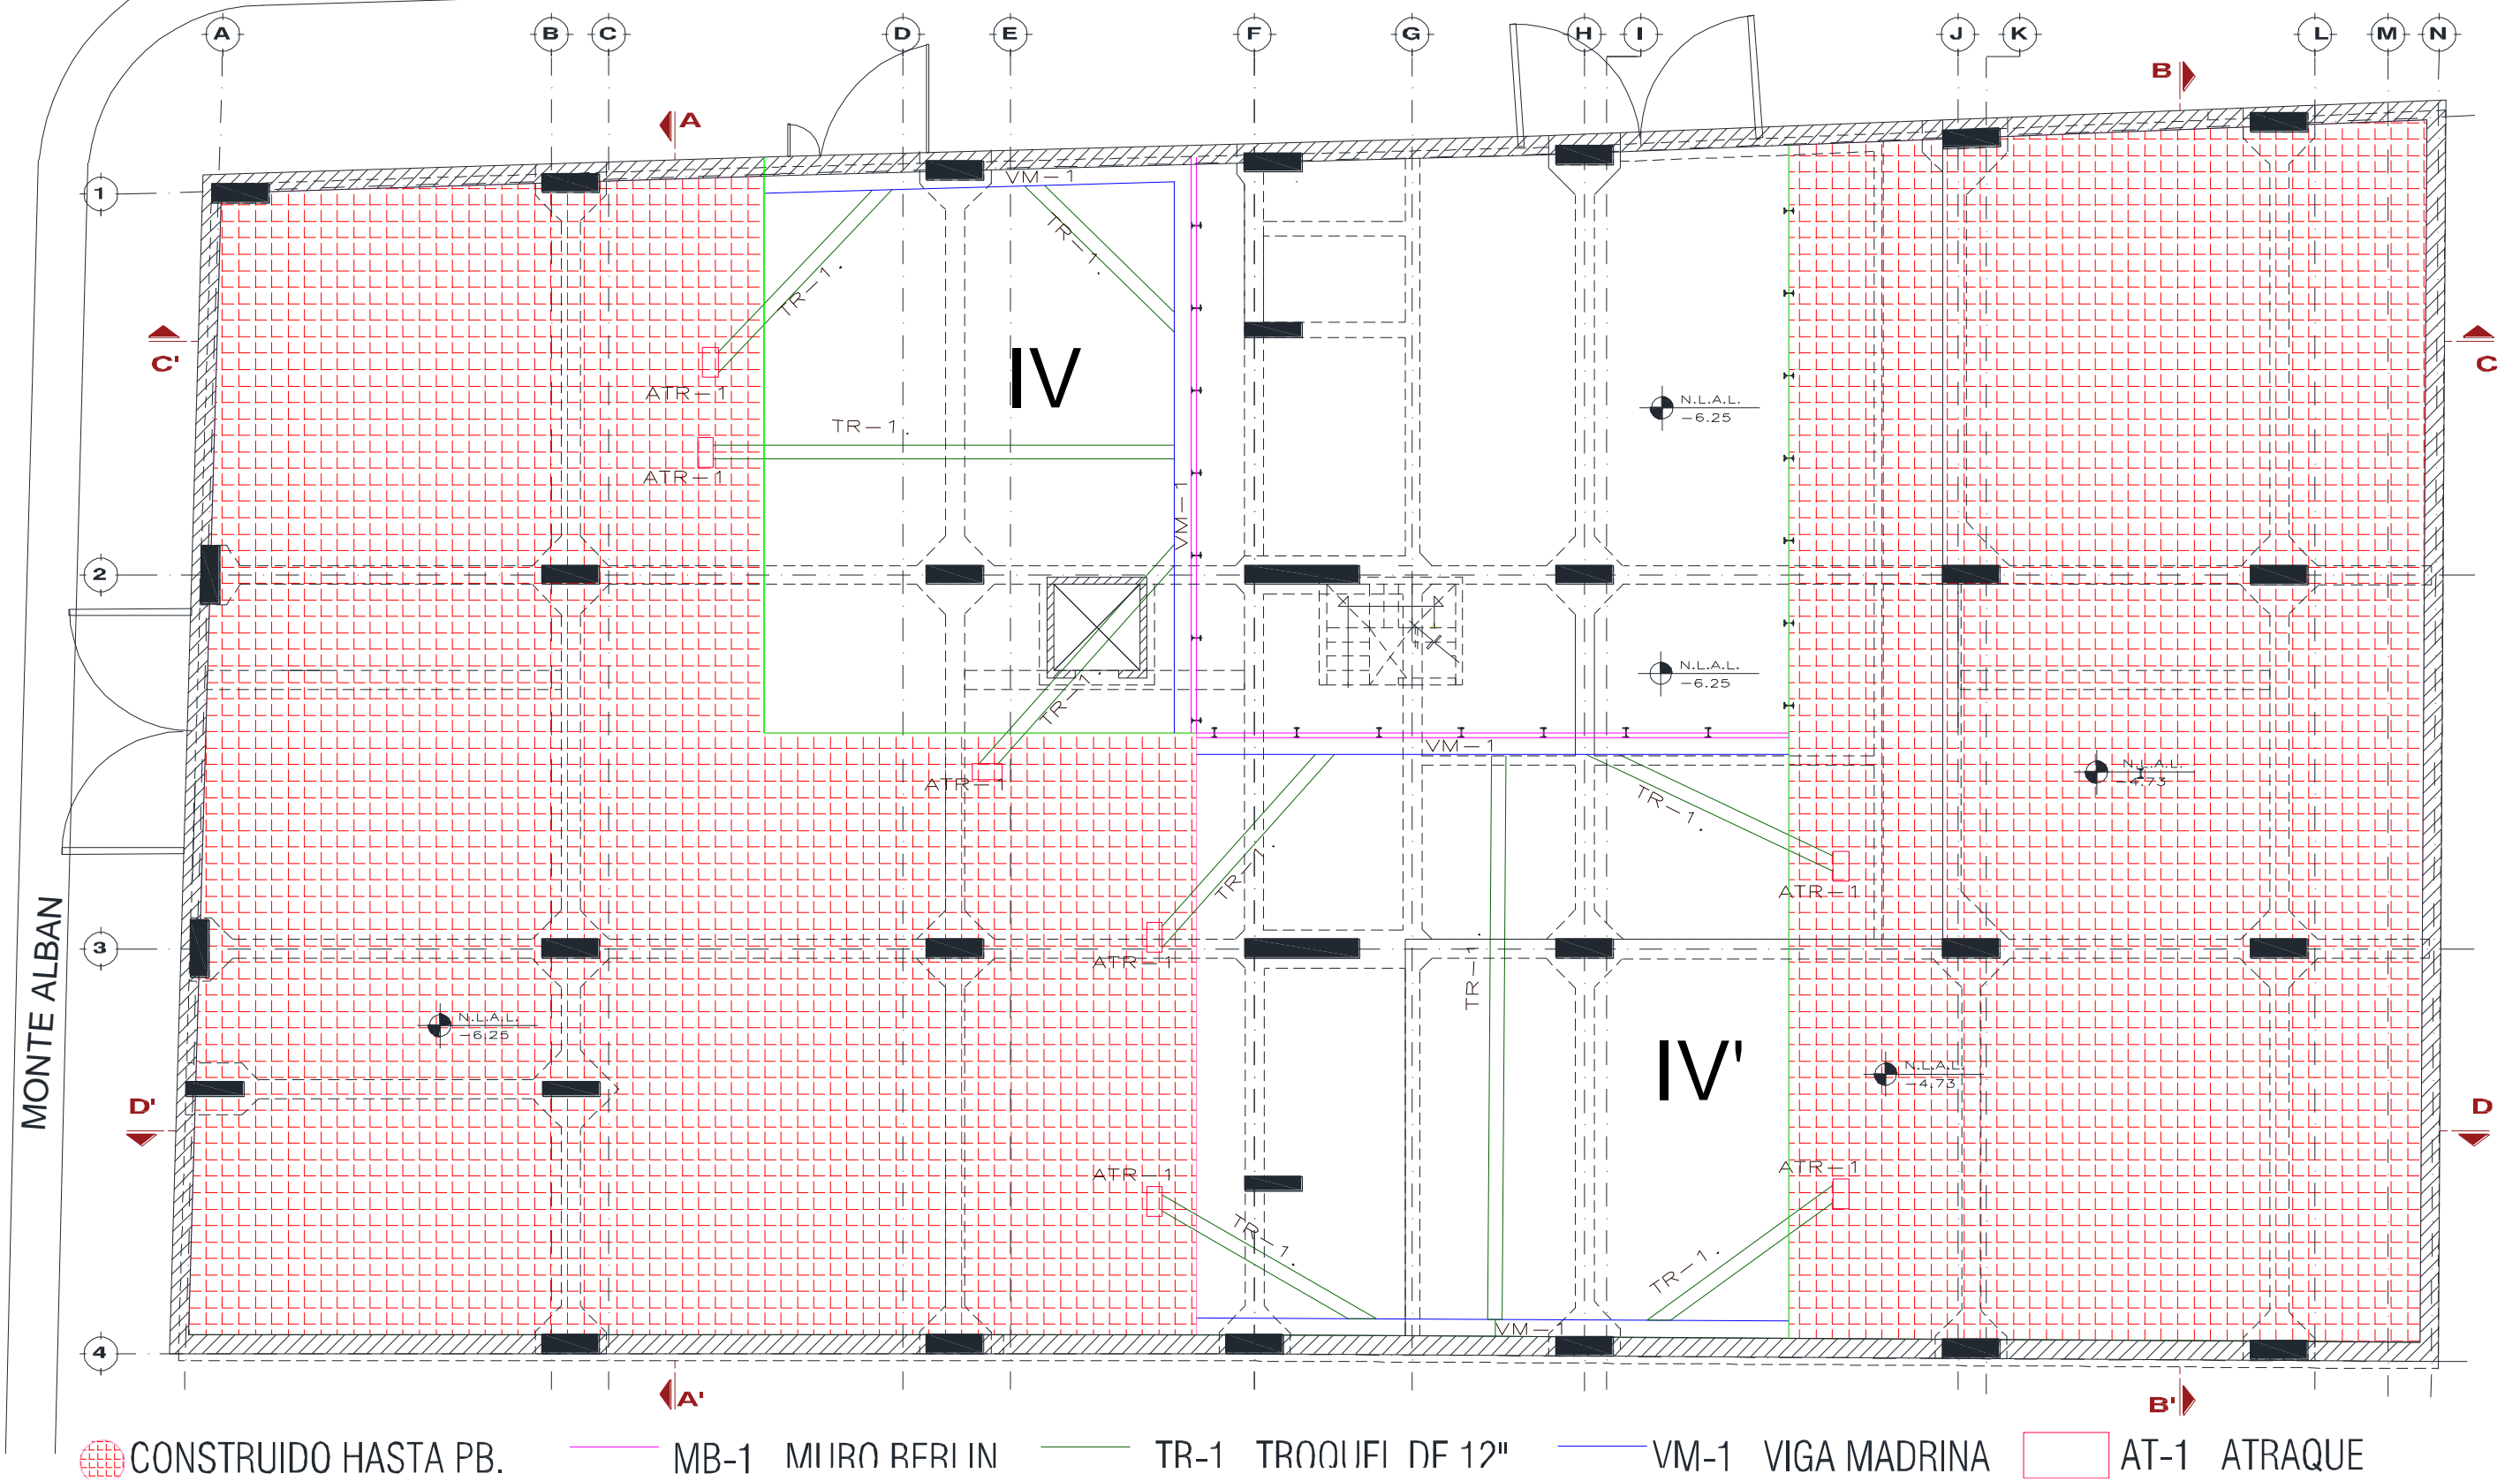 A B C D E F G H I J K L M N
B
A
1
VM-1
TR-1.
TR-1.
C'
C
IV
ATR-1
N.L.A.L.
-6.25
TR-1.
ATR-1
VM-1
2
N.L.A.L.
-6.25
TR-1.
VM-1
ATR-1
N.L.A.L.
-4.73
TR-1.
TR-1.
ATR-1
MONTE ALBAN
3
ATR-1
TR-1.
N.L.A.L.
-6.25
IV'
N.L.A.L.
-4.73
D'
D
ATR-1
ATR-1
TR-1.
TR-1.
VM-1
4
A'
B'
CONSTRUIDO HASTA PB.
MB-1 MURO BERLIN
TR-1 TROQUEL DE 12"
VM-1 VIGA MADRINA
AT-1 ATRAQUE